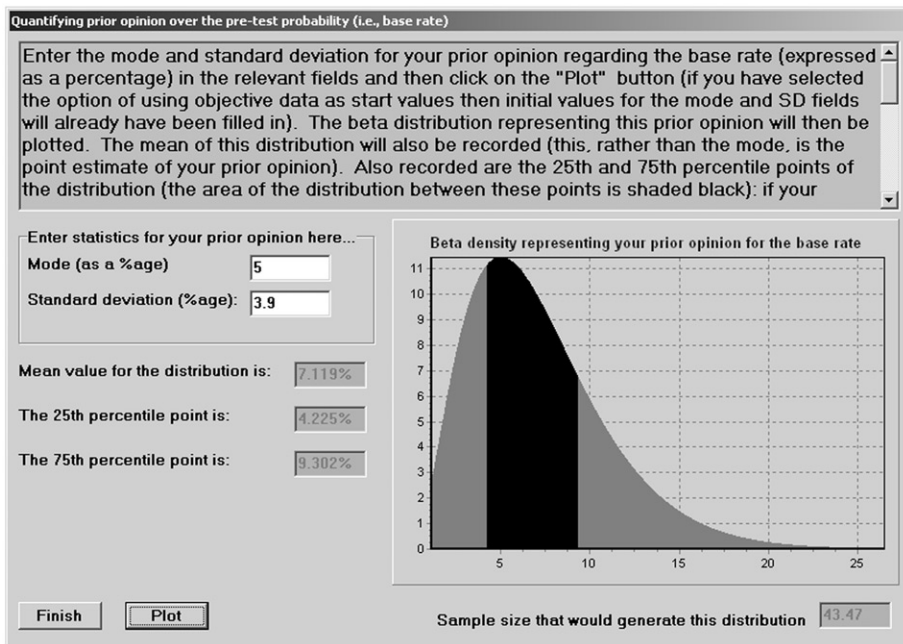 Quantifying prior opinion over the pre-test probability (i.e., base rate)
Enter the mode and standard deviation for your prior opinion regarding the base rate (expressed
as a percentage) in the relevant fields and then click on the "Plot" button (if you have selected
the option of using objective data as start values then initial values for the mode and SD fields
will already have been filled in). The beta distribution representing this prior opinion will then be
plotted. The mean of this distribution will also be recorded (this, rather than the mode, is the
point estimate of your prior opinion). Also recorded are the 25th and 75th percentile points of
the distribution (the area of the distribution between these points is shaded black): if your
Enter statistics for your prior opinion here...
Mode (as a %age) 5
Standard deviation (%age): 3.9
Mean value for the distribution is: 7.119%
The 25th percentile point is: 4.225%
The 75th percentile point is: 9.302%
Beta density representing your prior opinion for the base rate
11
10
9
8
7
6
5
4
3
2
1
0
5 10 15 20 25
Finish Plot
Sample size that would generate this distribution 43.47